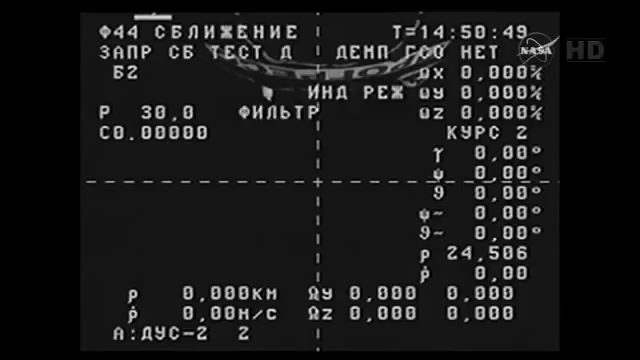 Ф44 СБЛИЖЕНИЕ T=14:50:49
ЗАПР СБ ТЕСТ Д ДЕМП ГСО НЕТ
Б2 Ωx 0,000%
ИНД РЕЖ Ωy 0,000%
P 30,0 ФИЛЬТР Ωz 0,000%
C0.00000 КУРС 2
γ 0,00°
ψ 0,00°
ϑ 0,00°
ψ~ 0,00°
ϑ~ 0,00°
ρ 24,506
ρ̇ 0,00
ρ 0,000КМ Ωy 0,000 0,000
ρ̇ 0,00М/С Ωz 0,000 0,000
А:ДУС-2 2
NASA HD